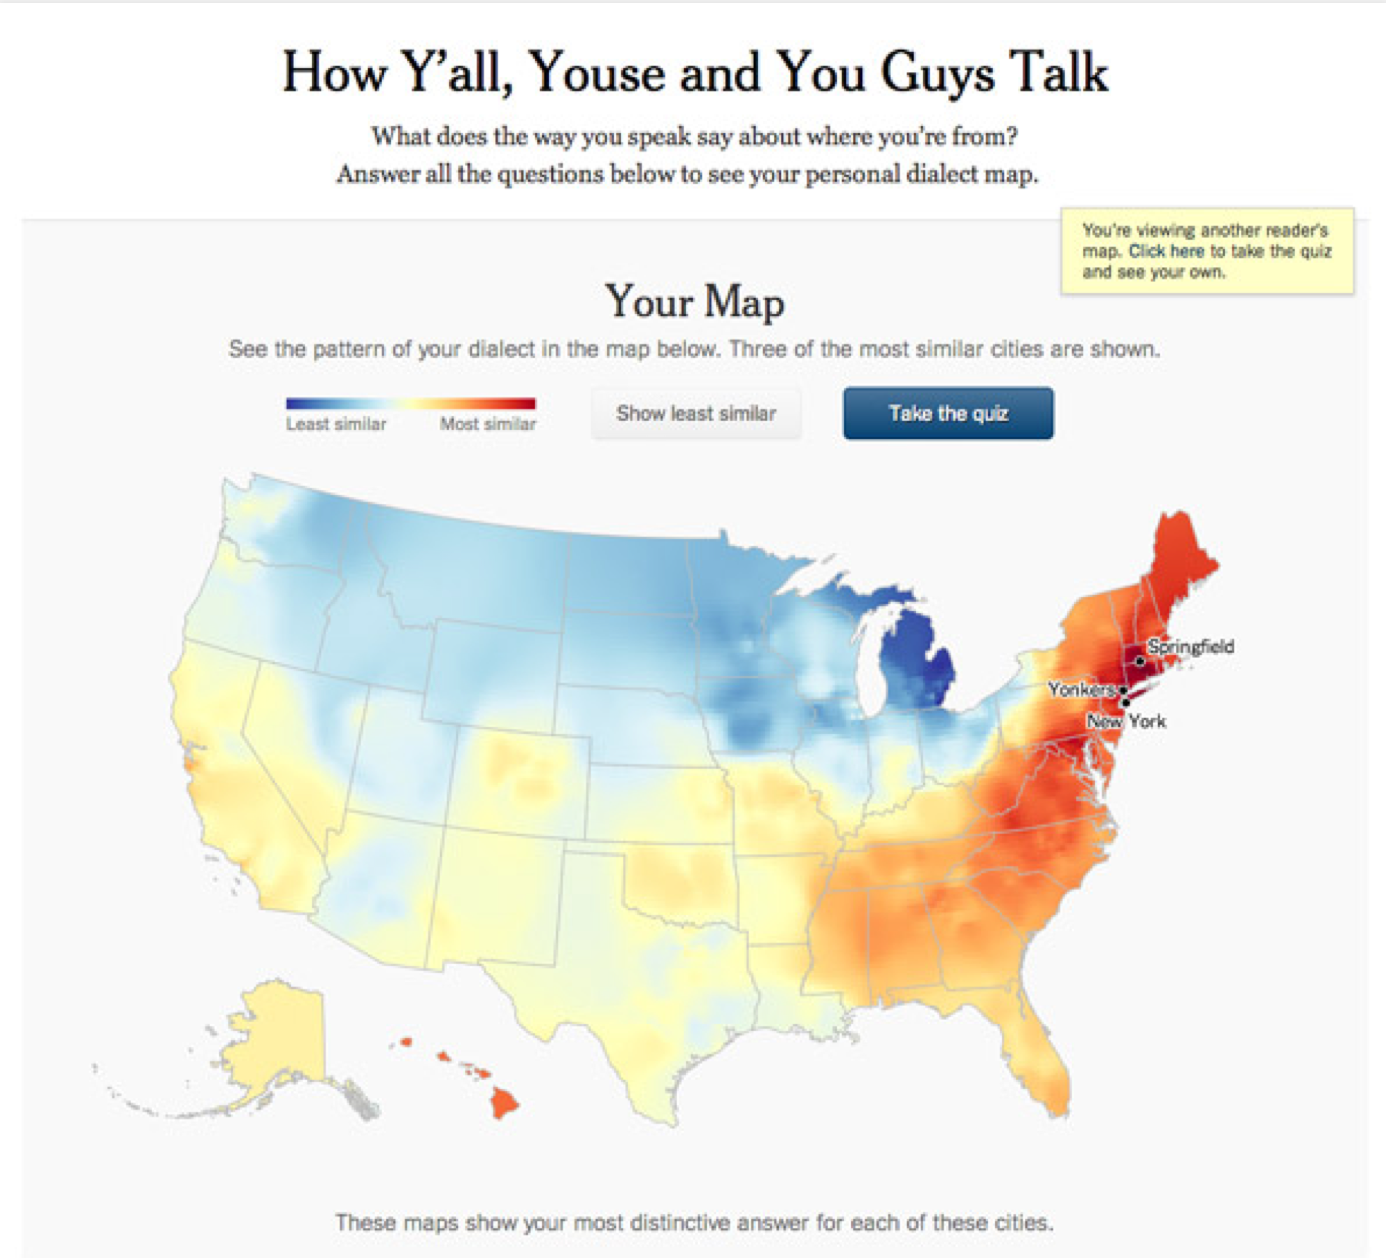 How Y'all, Youse and You Guys Talk
What does the way you speak say about where you're from?
Answer all the questions below to see your personal dialect map.
You're viewing another reader's
map. Click here to take the quiz
and see your own.
Your Map
See the pattern of your dialect in the map below. Three of the most similar cities are shown.
Least similar
Most similar
Show least similar
Take the quiz
Springfield
Yonkers
New York
These maps show your most distinctive answer for each of these cities.